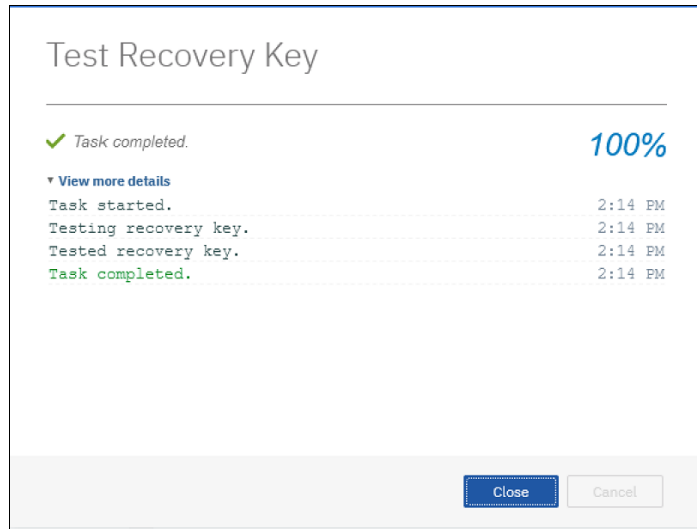 Test Recovery Key
Task completed. 100%
View more details
Task started. 2:14 PM
Testing recovery key. 2:14 PM
Tested recovery key. 2:14 PM
Task completed. 2:14 PM
Close Cancel